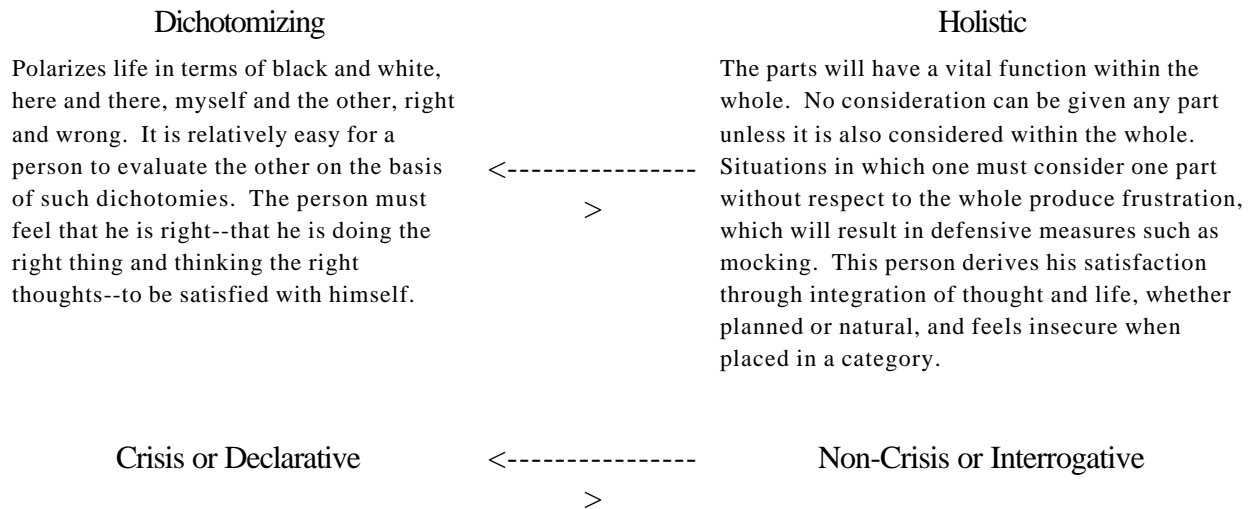 Dichotomizing
Polarizes life in terms of black and white,
here and there, myself and the other, right
and wrong.  It is relatively easy for a
person to evaluate the other on the basis
of such dichotomies.  The person must
feel that he is right--that he is doing the
right thing and thinking the right
thoughts--to be satisfied with himself.
<----------------
>
Holistic
The parts will have a vital function within the
whole.  No consideration can be given any part
unless it is also considered within the whole.
Situations in which one must consider one part
without respect to the whole produce frustration,
which will result in defensive measures such as
mocking.  This person derives his satisfaction
through integration of thought and life, whether
planned or natural, and feels insecure when
placed in a category.
Crisis or Declarative
<----------------
>
Non-Crisis or Interrogative